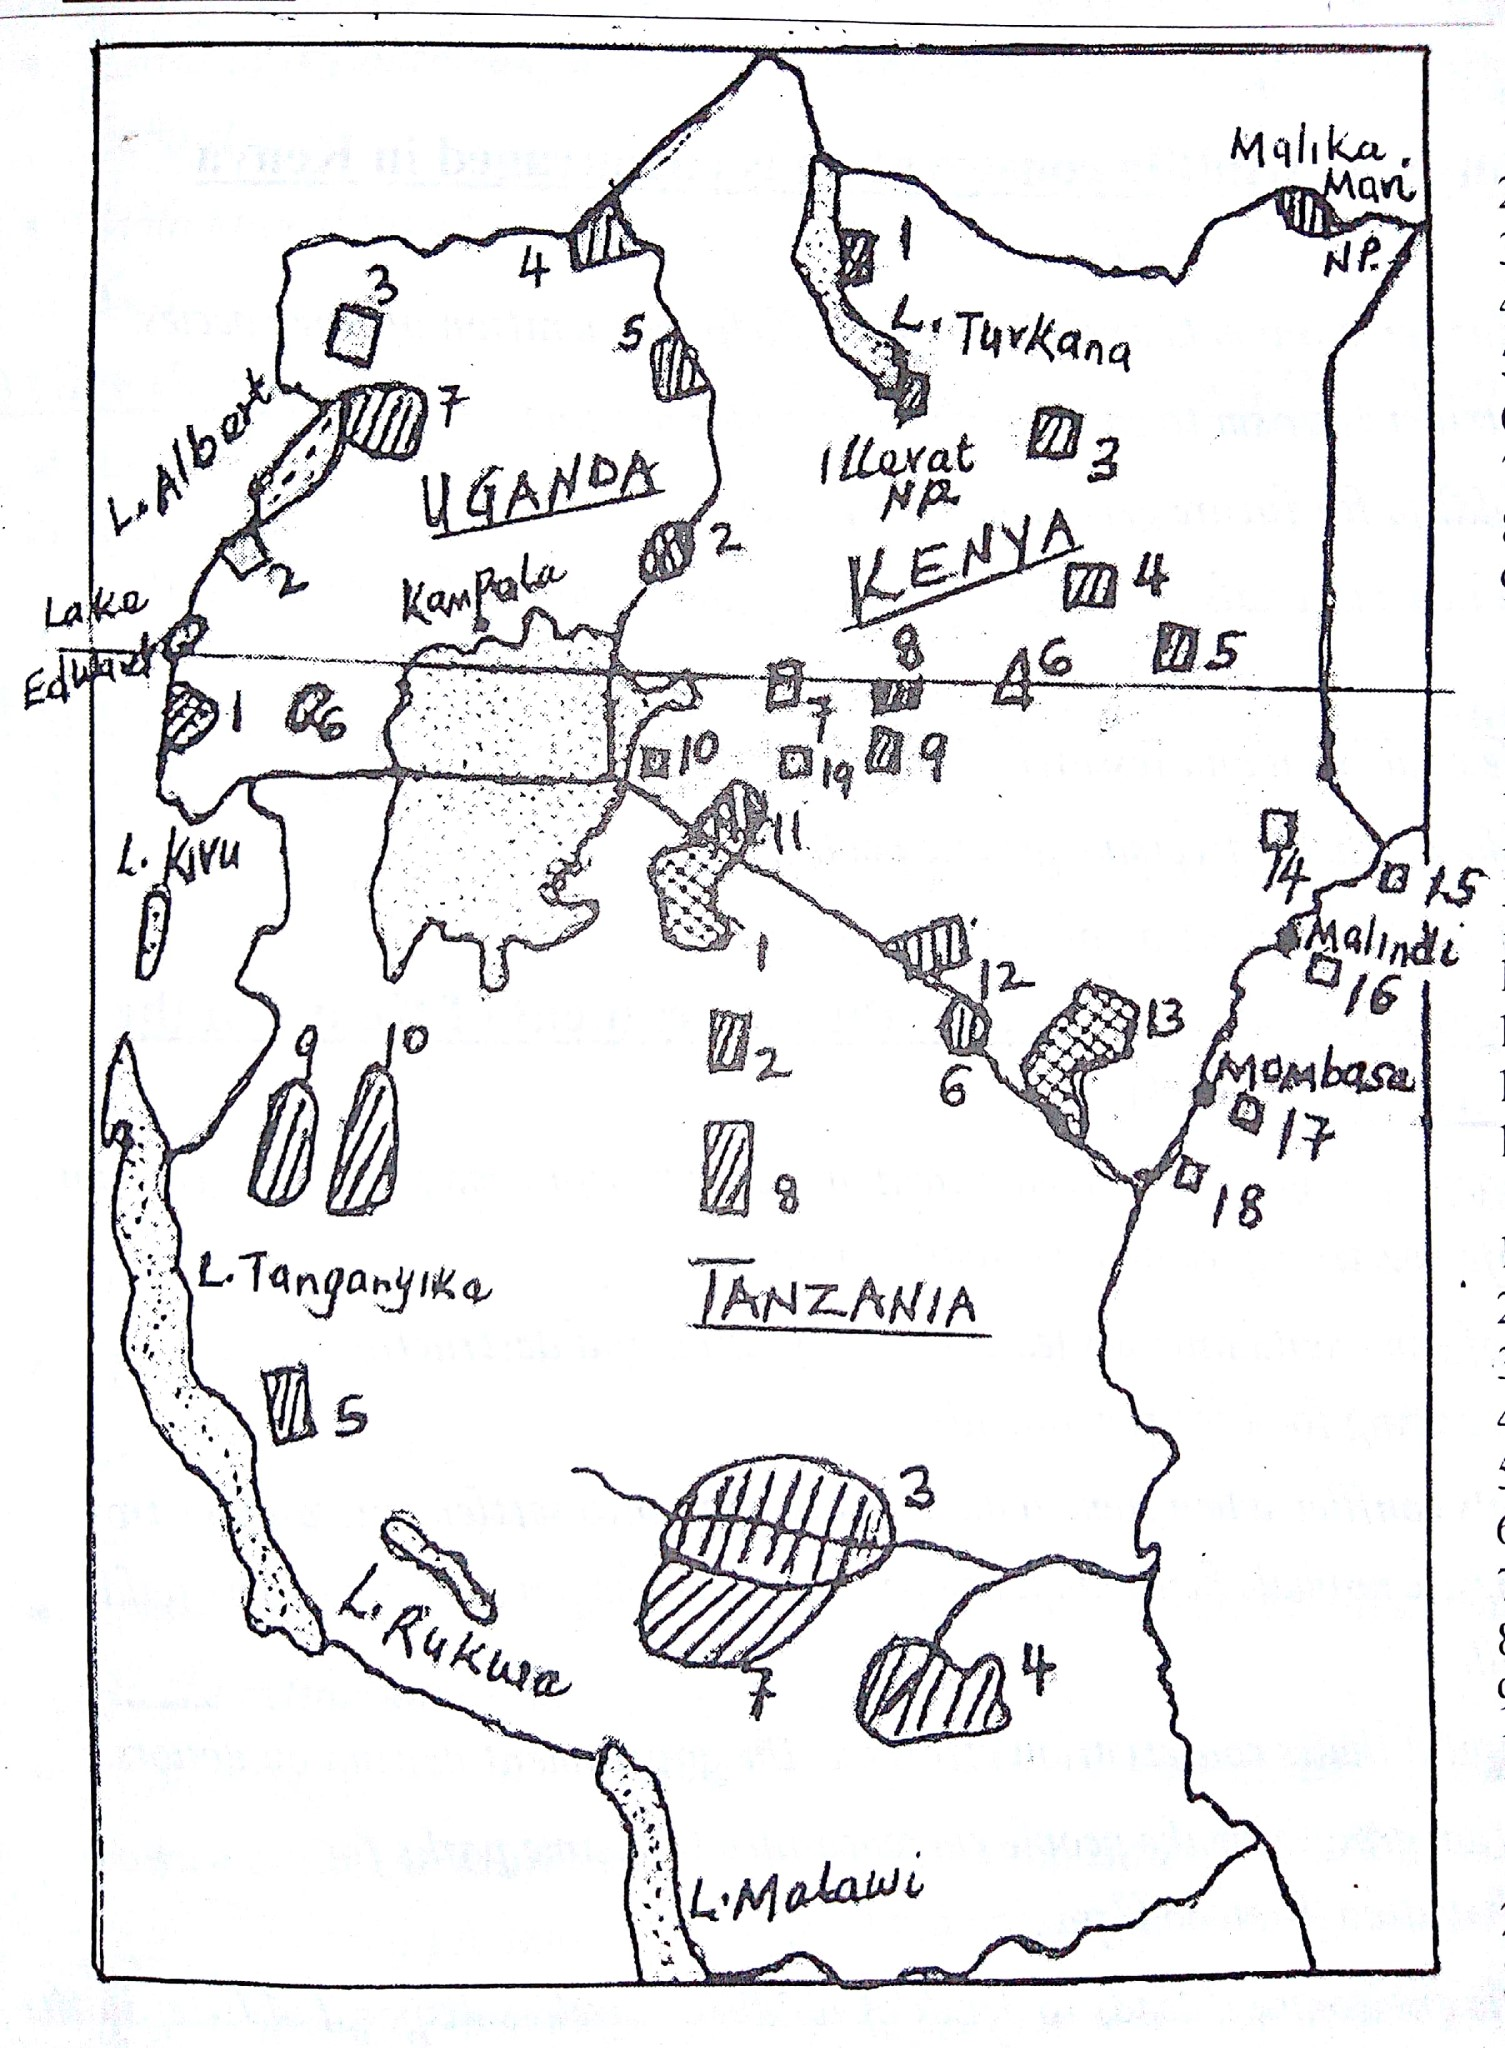 Malika
Mari
NP.
4
3
1
L. Turkana
5
L. Albert
7
3
Ilkerat
NP
UGANDA
KENYA
2
2
4
Kampala
Lake
Edward
8
6
5
1
6
7
10
19
9
11
L. Kivu
14
15
Malindi
1
12
16
9
10
2
13
Mombasa
6
17
8
18
L. Tanganyika
TANZANIA
5
3
L. Rukwa
7
4
L. Malawi